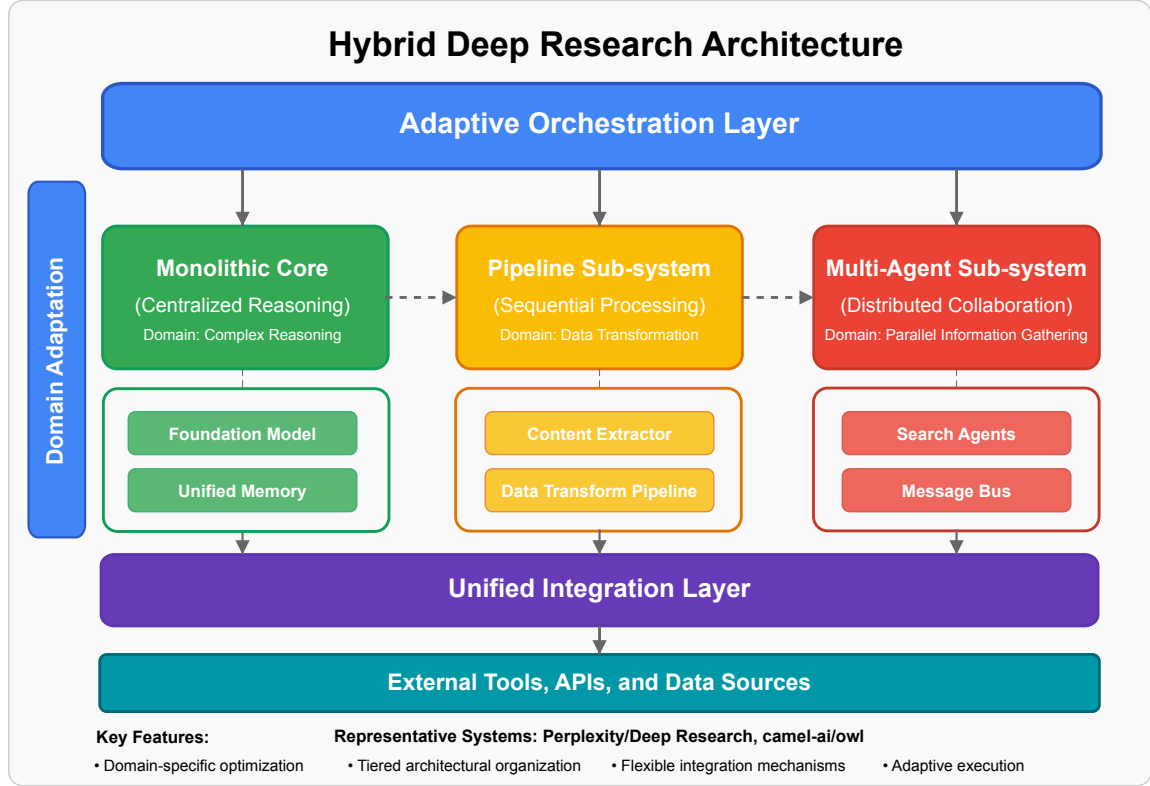 Hybrid Deep Research Architecture
Adaptive Orchestration Layer
Domain Adaptation
Monolithic Core
(Centralized Reasoning)
Domain: Complex Reasoning
Foundation Model
Unified Memory
Pipeline Sub-system
(Sequential Processing)
Domain: Data Transformation
Content Extractor
Data Transform Pipeline
Multi-Agent Sub-system
(Distributed Collaboration)
Domain: Parallel Information Gathering
Search Agents
Message Bus
Unified Integration Layer
External Tools, APIs, and Data Sources
Key Features:
Representative Systems: Perplexity/Deep Research, camel-ai/owl
• Domain-specific optimization
• Tiered architectural organization
• Flexible integration mechanisms
• Adaptive execution